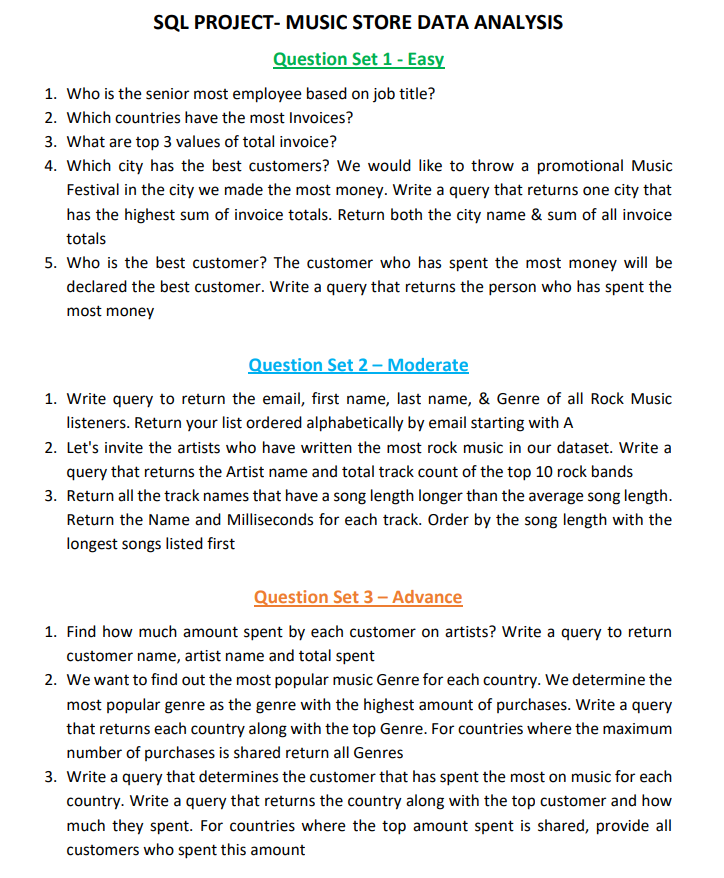 SQL PROJECT- MUSIC STORE DATA ANALYSIS
Question Set 1 - Easy
1. Who is the senior most employee based on job title?
2. Which countries have the most Invoices?
3. What are top 3 values of total invoice?
4. Which city has the best customers? We would like to throw a promotional Music
Festival in the city we made the most money. Write a query that returns one city that
has the highest sum of invoice totals. Return both the city name & sum of all invoice
totals
5. Who is the best customer? The customer who has spent the most money will be
declared the best customer. Write a query that returns the person who has spent the
most money
Question Set 2 – Moderate
1. Write query to return the email, first name, last name, & Genre of all Rock Music
listeners. Return your list ordered alphabetically by email starting with A
2. Let's invite the artists who have written the most rock music in our dataset. Write a
query that returns the Artist name and total track count of the top 10 rock bands
3. Return all the track names that have a song length longer than the average song length.
Return the Name and Milliseconds for each track. Order by the song length with the
longest songs listed first
Question Set 3 – Advance
1. Find how much amount spent by each customer on artists? Write a query to return
customer name, artist name and total spent
2. We want to find out the most popular music Genre for each country. We determine the
most popular genre as the genre with the highest amount of purchases. Write a query
that returns each country along with the top Genre. For countries where the maximum
number of purchases is shared return all Genres
3. Write a query that determines the customer that has spent the most on music for each
country. Write a query that returns the country along with the top customer and how
much they spent. For countries where the top amount spent is shared, provide all
customers who spent this amount